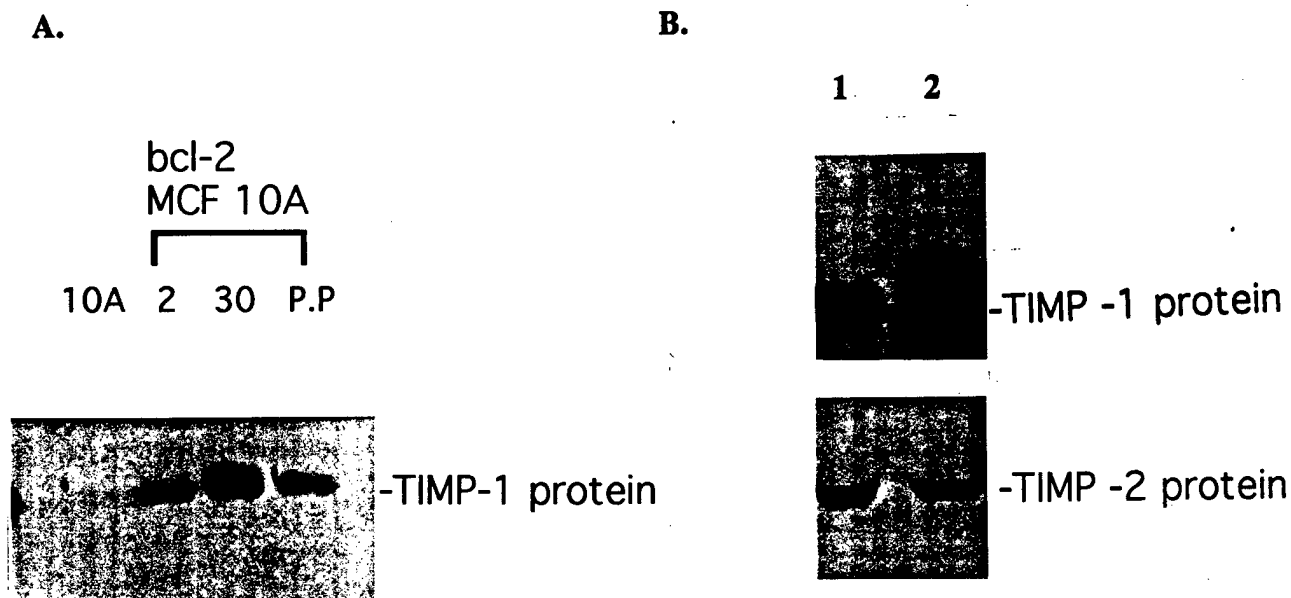 A.
bcl-2
MCF 10A
10A 2 30 P.P
-TIMP-1 protein
B.
1 2
-TIMP -1 protein
-TIMP -2 protein